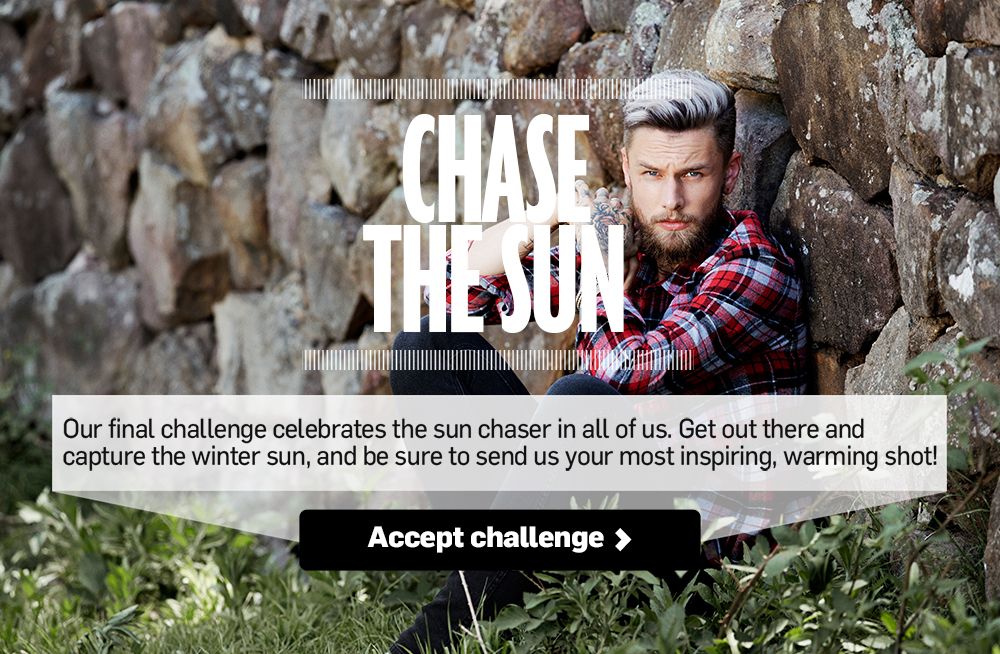 CHASE
THE SUN
Our final challenge celebrates the sun chaser in all of us. Get out there and
capture the winter sun, and be sure to send us your most inspiring, warming shot!
Accept challenge